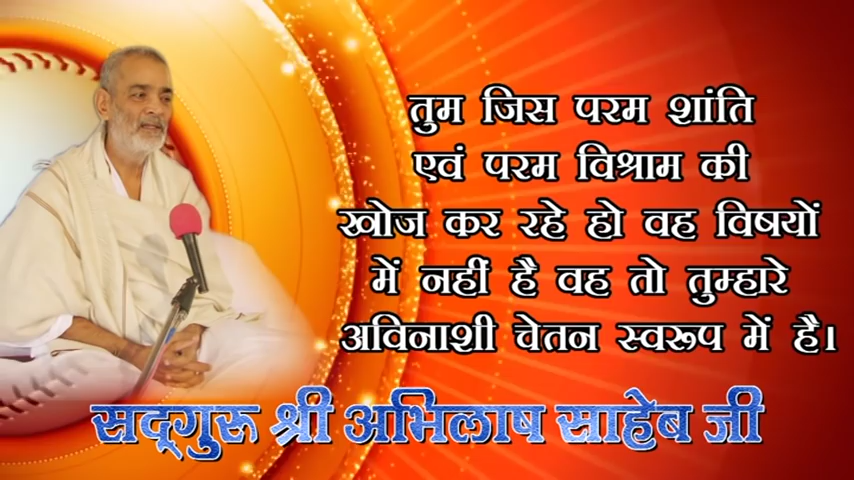 तुम जिस परम शांति
एवं परम विश्राम की
खोज कर रहे हो वह विषयों
में नहीं है वह तो तुम्हारे
अविनाशी चेतन स्वरूप में है।
सद्गुरु श्री अभिलाष साहेब जी